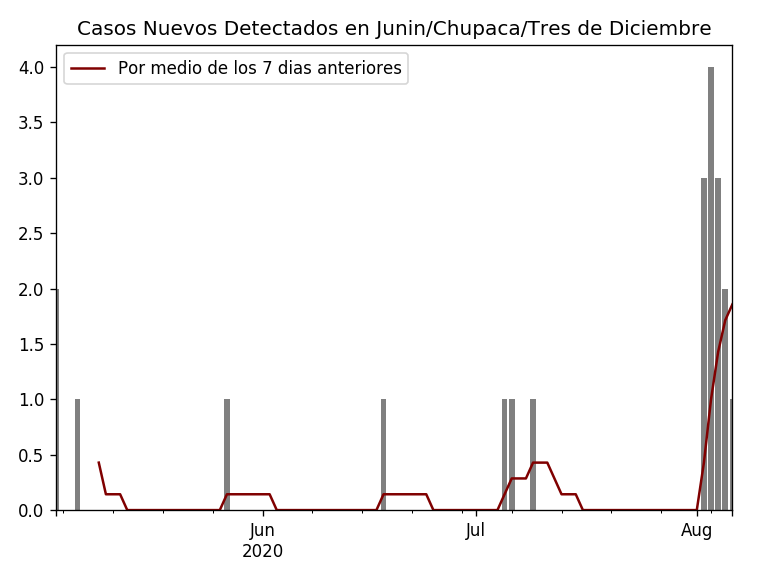 Casos Nuevos Detectados en Junin/Chupaca/Tres de Diciembre
Por medio de los 7 dias anteriores
4.0
3.5
3.0
2.5
2.0
1.5
1.0
0.5
0.0
Jun
2020
Jul
Aug